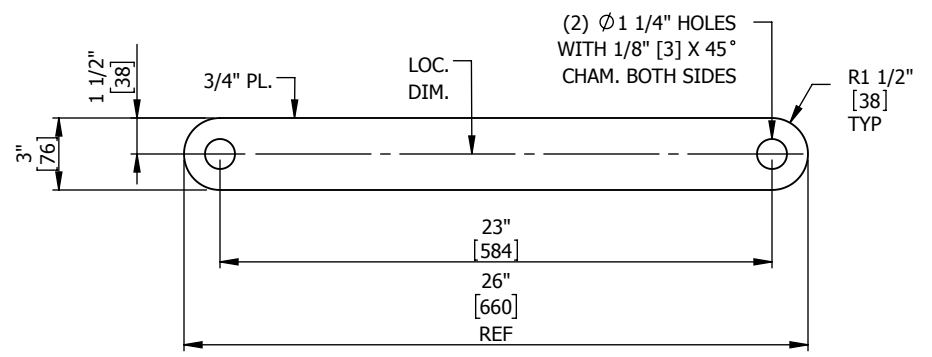 (2) ∅1 1/4" HOLES
WITH 1/8" [3] X 45°
CHAM. BOTH SIDES
1 1/2"
[38]
3/4" PL.
LOC.
DIM.
R1 1/2"
[38]
TYP
3"
[76]
23"
[584]
26"
[660]
REF